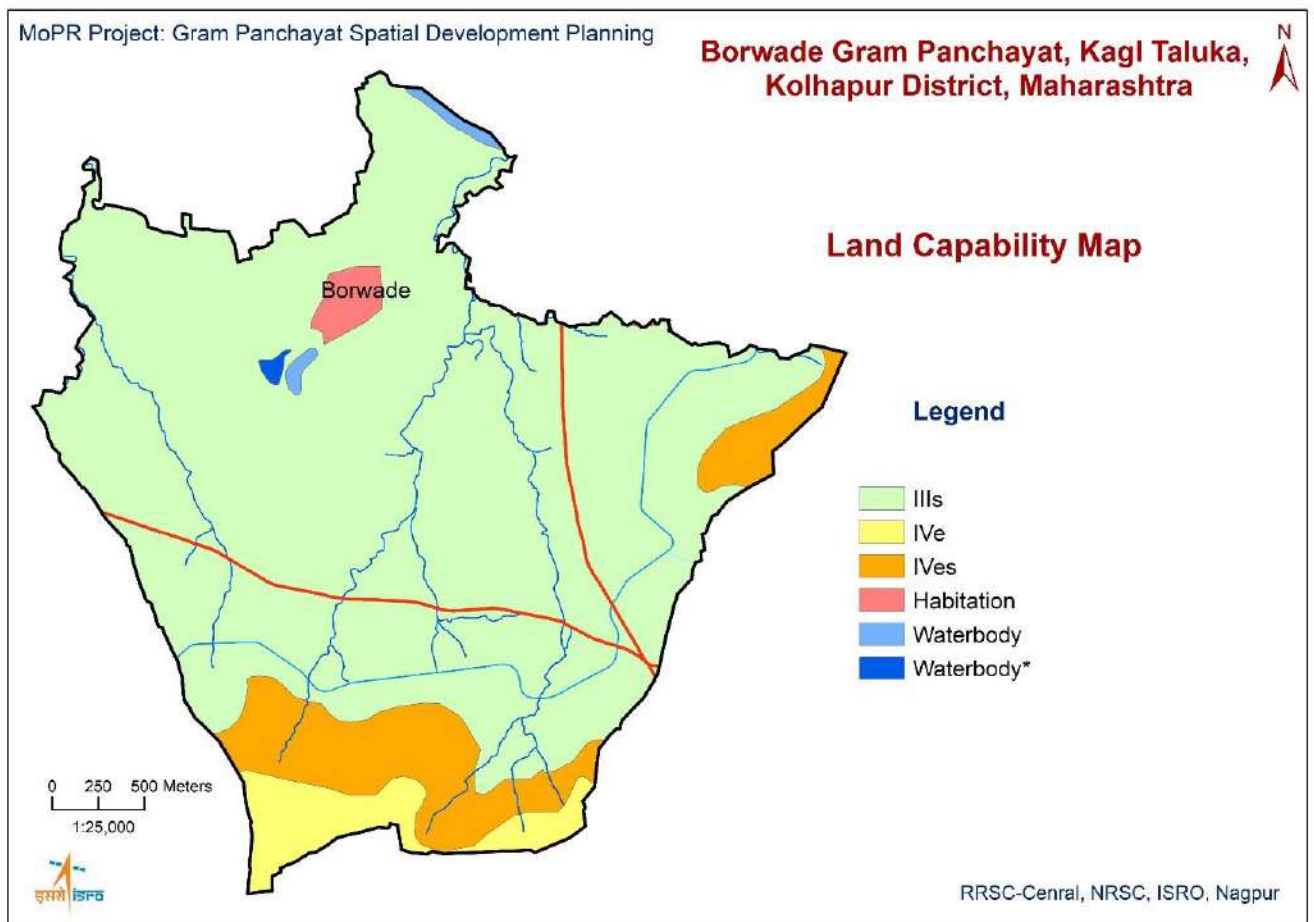 MoPR Project: Gram Panchayat Spatial Development Planning
Borwade Gram Panchayat, Kagl Taluka,
Kolhapur District, Maharashtra
N
Land Capability Map
Borwade
Legend
IIIs
IVe
IVes
Habitation
Waterbody
Waterbody*
0 250 500 Meters
1:25,000
इसरो isro
RRSC-Cenral, NRSC, ISRO, Nagpur